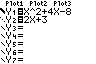 Plot1 Plot2 Plot3
\Y1=X^2+4X-8
\Y2=2X+3
\Y3=
\Y4=
\Y5=
\Y6=
\Y7=